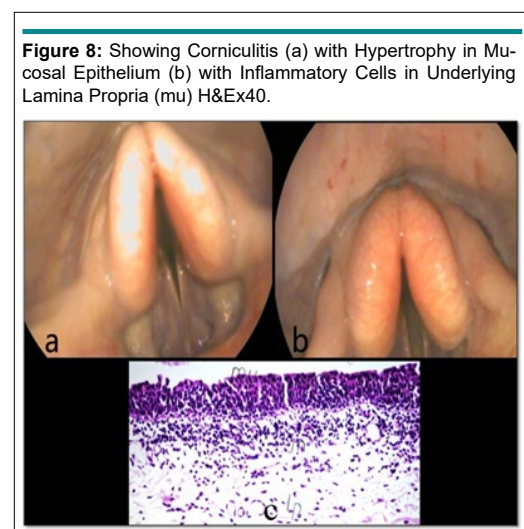 Figure 8: Showing Corniculitis (a) with Hypertrophy in Mu-
cosal Epithelium (b) with Inflammatory Cells in Underlying
Lamina Propria (mu) H&Ex40.
a
b
mu
c